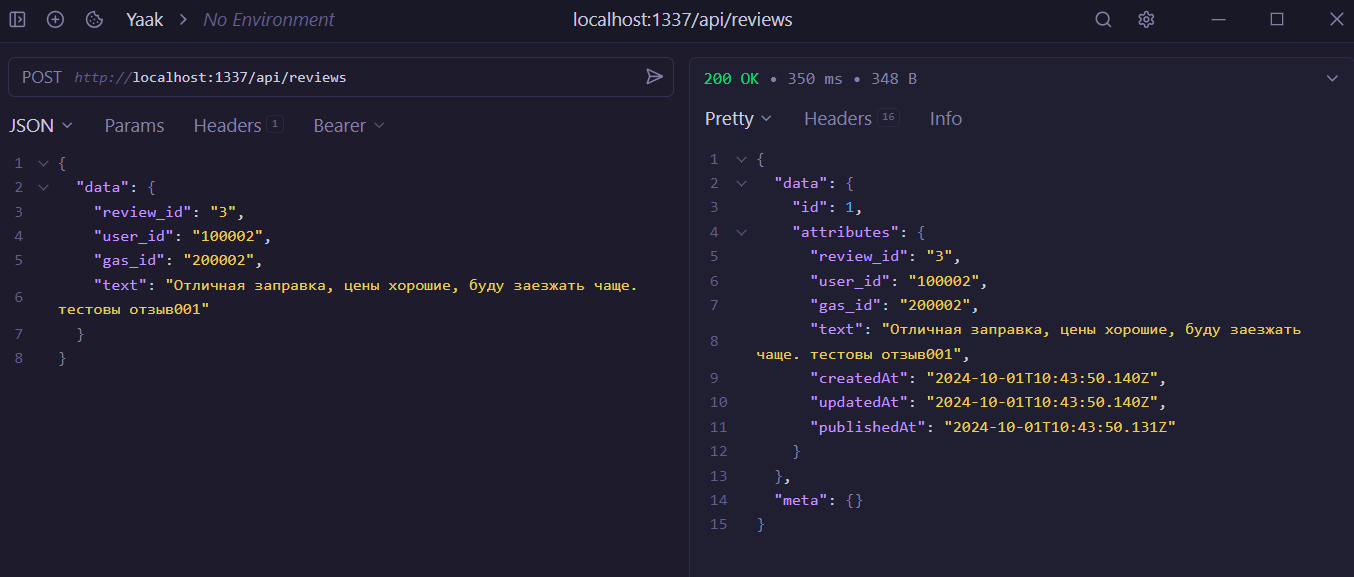 Yaak > No Environment
localhost:1337/api/reviews
POST http://localhost:1337/api/reviews
JSON Params Headers 1 Bearer
1 {
2 "data": {
3 "review_id": "3",
4 "user_id": "100002",
5 "gas_id": "200002",
6 "text": "Отличная заправка, цены хорошие, буду заезжать чаще.
тестовы отзыв001"
7 }
8 }
200 OK • 350 ms • 348 B
Pretty Headers 16 Info
1 {
2 "data": {
3 "id": 1,
4 "attributes": {
5 "review_id": "3",
6 "user_id": "100002",
7 "gas_id": "200002",
8 "text": "Отличная заправка, цены хорошие, буду заезжать
чаще. тестовы отзыв001",
9 "createdAt": "2024-10-01T10:43:50.140Z",
10 "updatedAt": "2024-10-01T10:43:50.140Z",
11 "publishedAt": "2024-10-01T10:43:50.131Z"
12 }
13 },
14 "meta": {}
15 }